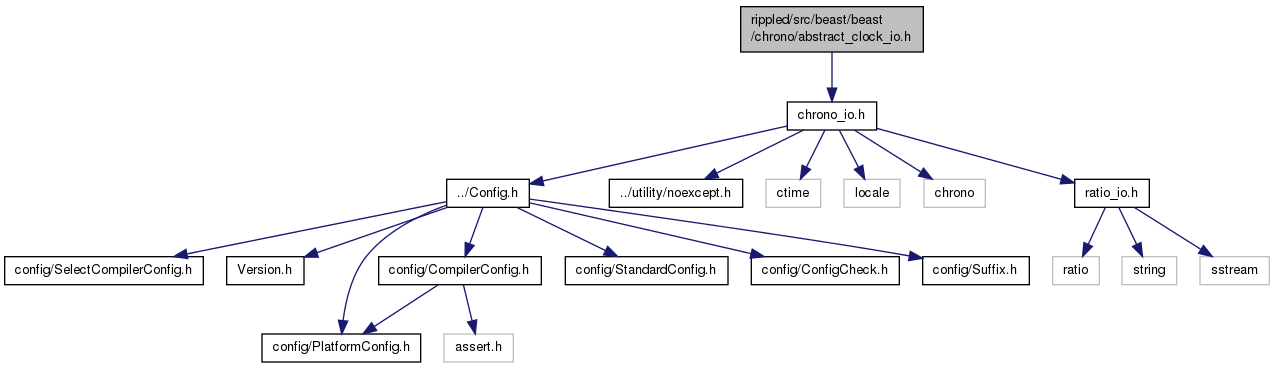 rippled/src/beast/beast
/chrono/abstract_clock_io.h
chrono_io.h
../Config.h
../utility/noexcept.h
ctime
locale
chrono
ratio_io.h
config/SelectCompilerConfig.h
Version.h
config/CompilerConfig.h
config/StandardConfig.h
config/ConfigCheck.h
config/Suffix.h
ratio
string
sstream
config/PlatformConfig.h
assert.h